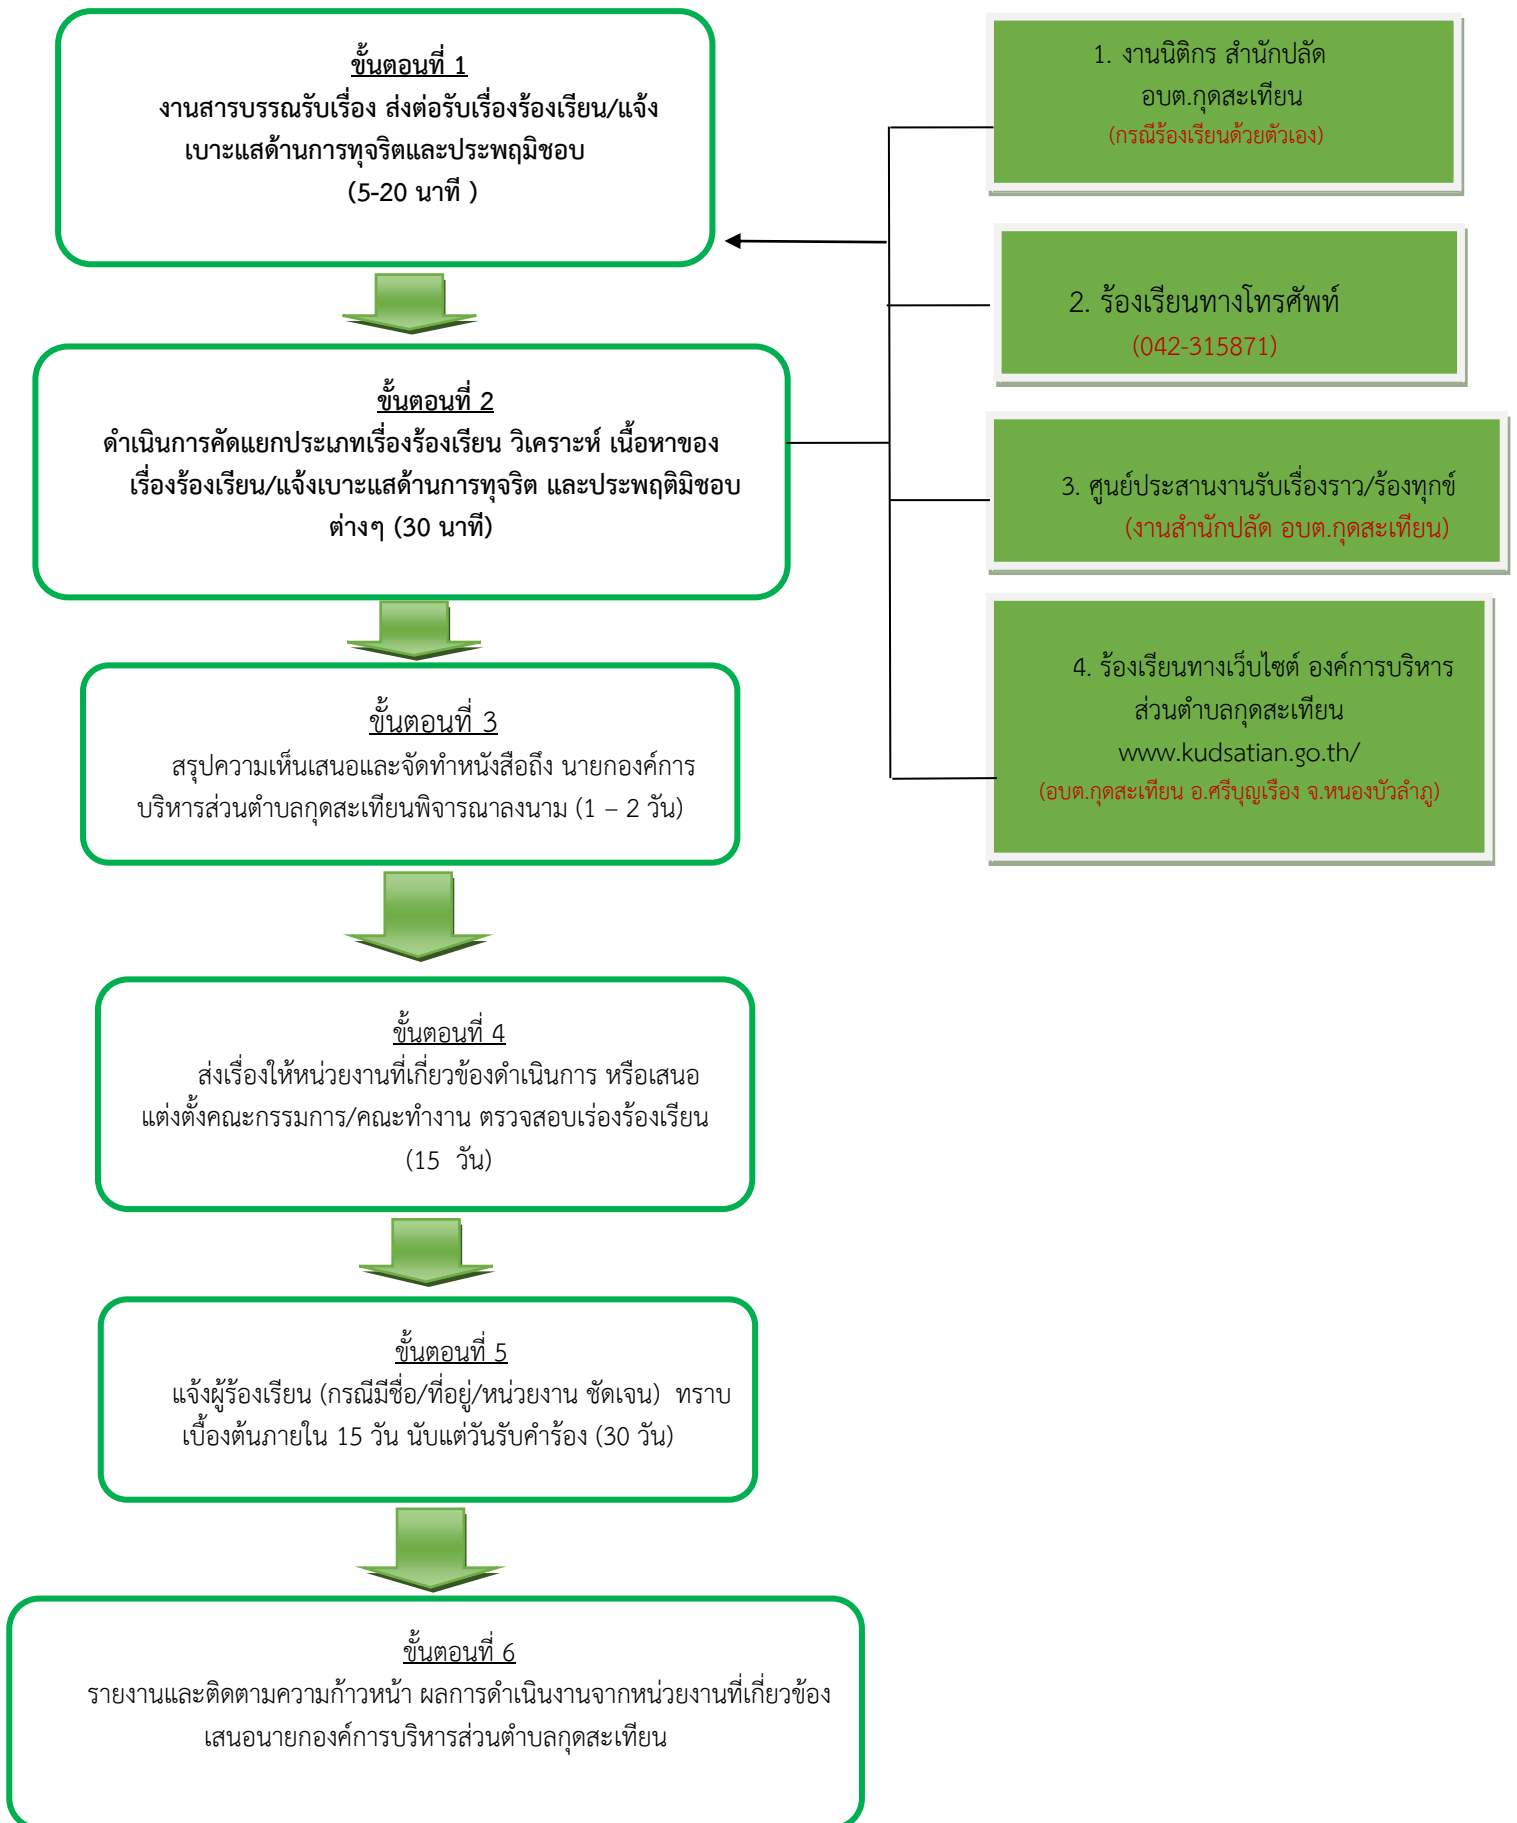 ขั้นตอนที่ 1
งานสารบรรณรับเรื่อง ส่งต่อรับเรื่องร้องเรียน/แจ้ง
เบาะแสด้านการทุจริตและประพฤมิชอบ
(5-20 นาที )
ขั้นตอนที่ 2
ดำเนินการคัดแยกประเภทเรื่องร้องเรียน วิเคราะห์ เนื้อหาของ
เรื่องร้องเรียน/แจ้งเบาะแสด้านการทุจริต และประพฤติมิชอบ
ต่างๆ (30 นาที)
ขั้นตอนที่ 3
สรุปความเห็นเสนอและจัดทำหนังสือถึง นายกองค์การ
บริหารส่วนตำบลกุดสะเทียนพิจารณาลงนาม (1 – 2 วัน)
ขั้นตอนที่ 4
ส่งเรื่องให้หน่วยงานที่เกี่ยวข้องดำเนินการ หรือเสนอ
แต่งตั้งคณะกรรมการ/คณะทำงาน ตรวจสอบเร่องร้องเรียน
(15 วัน)
ขั้นตอนที่ 5
แจ้งผู้ร้องเรียน (กรณีมีชื่อ/ที่อยู่/หน่วยงาน ชัดเจน) ทราบ
เบื้องต้นภายใน 15 วัน นับแต่วันรับคำร้อง (30 วัน)
ขั้นตอนที่ 6
รายงานและติดตามความก้าวหน้า ผลการดำเนินงานจากหน่วยงานที่เกี่ยวข้อง
เสนอนายกองค์การบริหารส่วนตำบลกุดสะเทียน
1. งานนิติกร สำนักปลัด
อบต.กุดสะเทียน
(กรณีร้องเรียนด้วยตัวเอง)
2. ร้องเรียนทางโทรศัพท์
(042-315871)
3. ศูนย์ประสานงานรับเรื่องราว/ร้องทุกข์
(งานสำนักปลัด อบต.กุดสะเทียน)
4. ร้องเรียนทางเว็บไซต์ องค์การบริหาร
ส่วนตำบลกุดสะเทียน
www.kudsatian.go.th/
(อบต.กุดสะเทียน อ.ศรีบุญเรือง จ.หนองบัวลำภู)